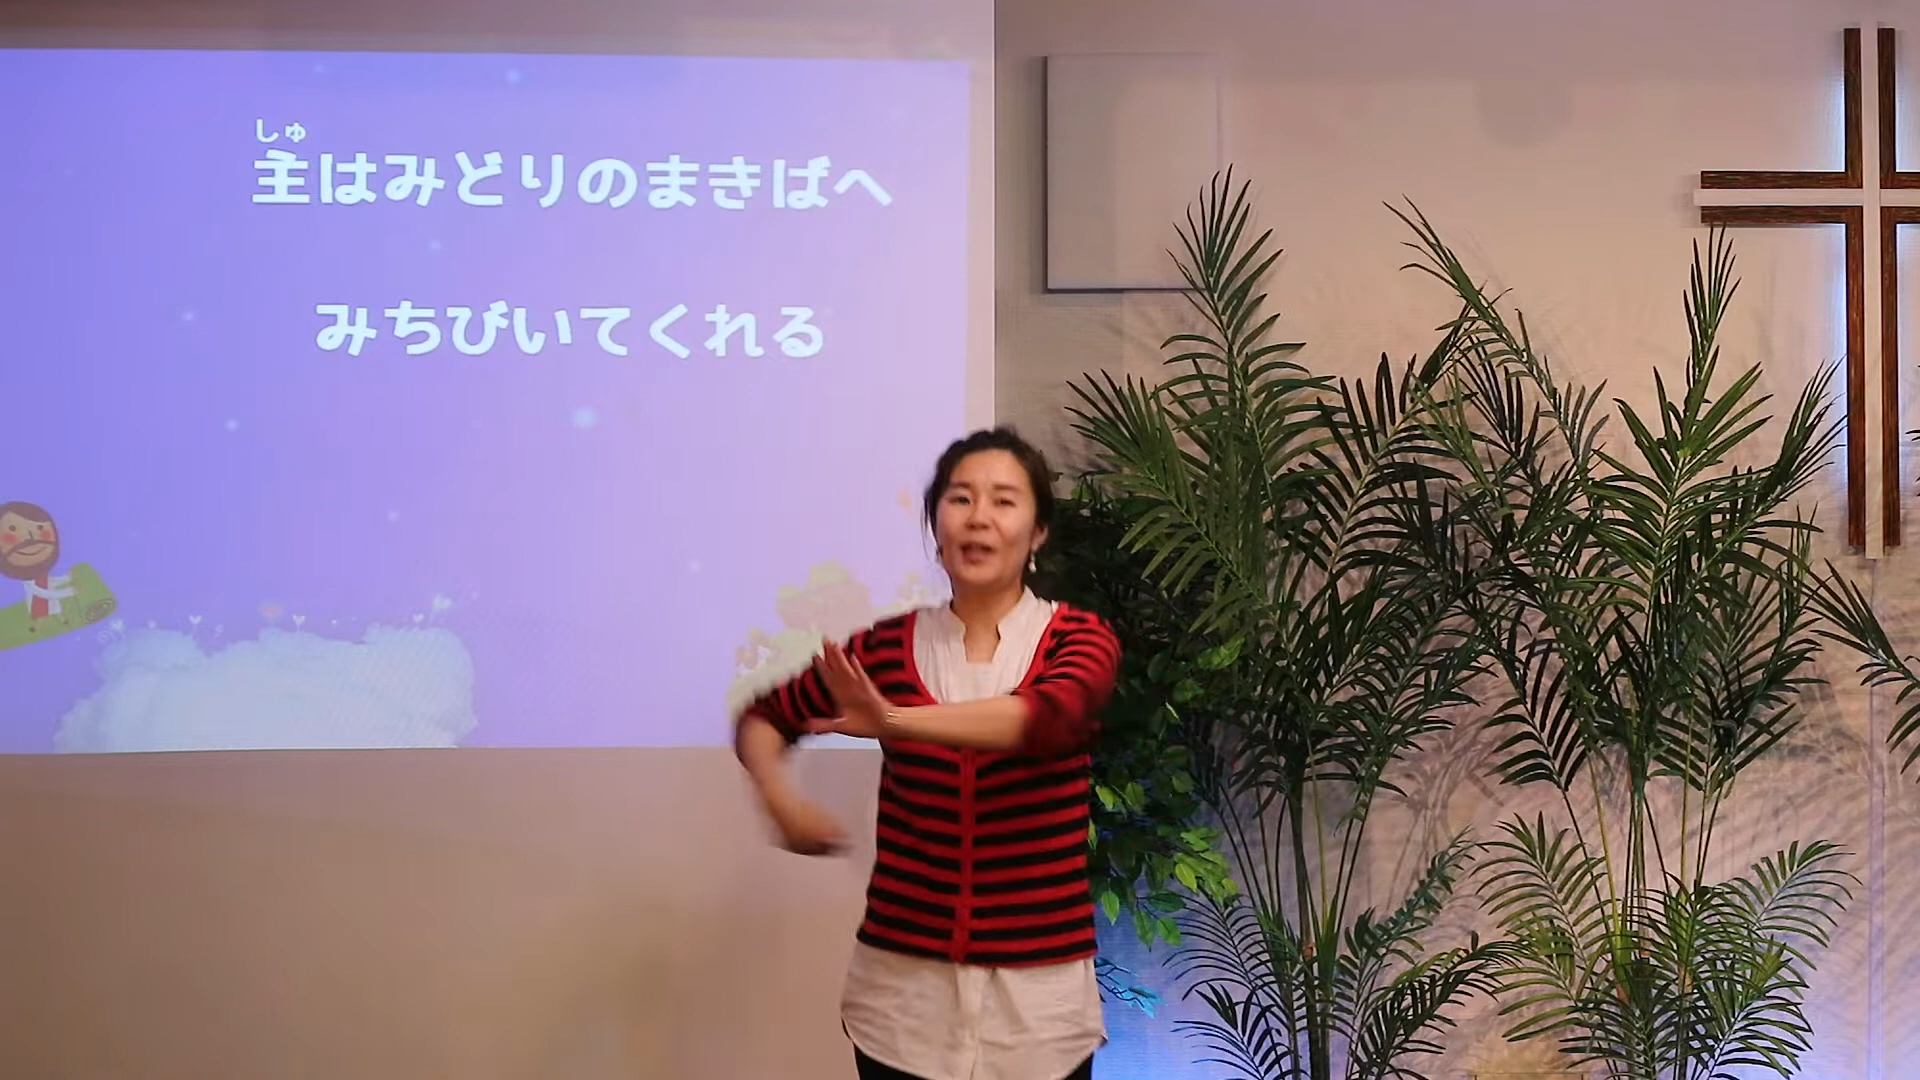 しゅ
主はみどりのまきばへ
みちびいてくれる